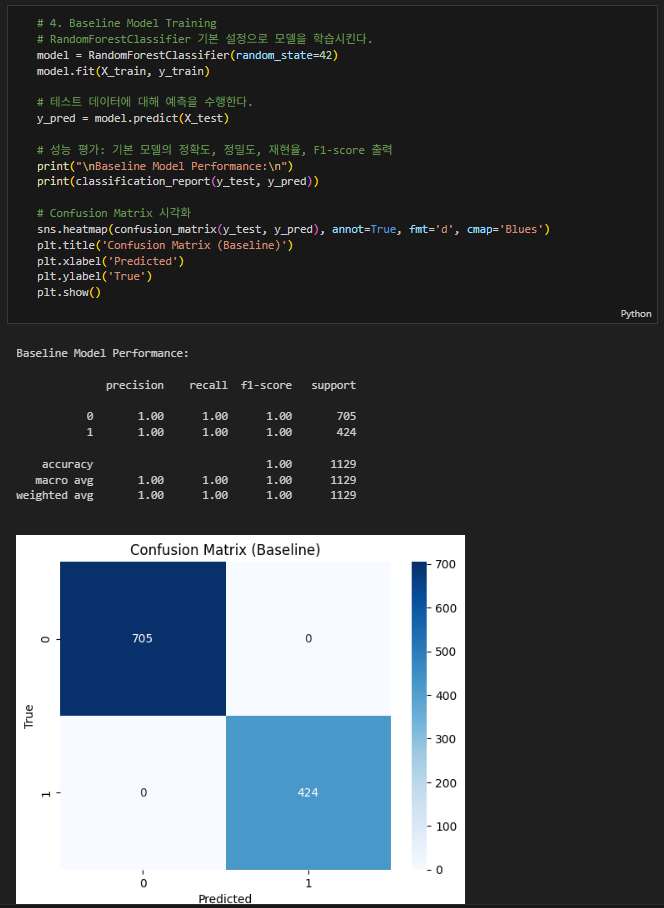 # 4. Baseline Model Training
# RandomForestClassifier 기본 설정으로 모델을 학습시킨다.
model = RandomForestClassifier(random_state=42)
model.fit(X_train, y_train)
# 테스트 데이터에 대해 예측을 수행한다.
y_pred = model.predict(X_test)
# 성능 평가: 기본 모델의 정확도, 정밀도, 재현율, F1-score 출력
print("\nBaseline Model Performance:\n")
print(classification_report(y_test, y_pred))
# Confusion Matrix 시각화
sns.heatmap(confusion_matrix(y_test, y_pred), annot=True, fmt='d', cmap='Blues')
plt.title('Confusion Matrix (Baseline)')
plt.xlabel('Predicted')
plt.ylabel('True')
plt.show()
Python
Baseline Model Performance:
precision recall f1-score support
0 1.00 1.00 1.00 705
1 1.00 1.00 1.00 424
accuracy 1.00 1129
macro avg 1.00 1.00 1.00 1129
weighted avg 1.00 1.00 1.00 1129
Confusion Matrix (Baseline)
700
600
500
400
300
200
100
0
True
0
1
705 0
0 424
0 1
Predicted